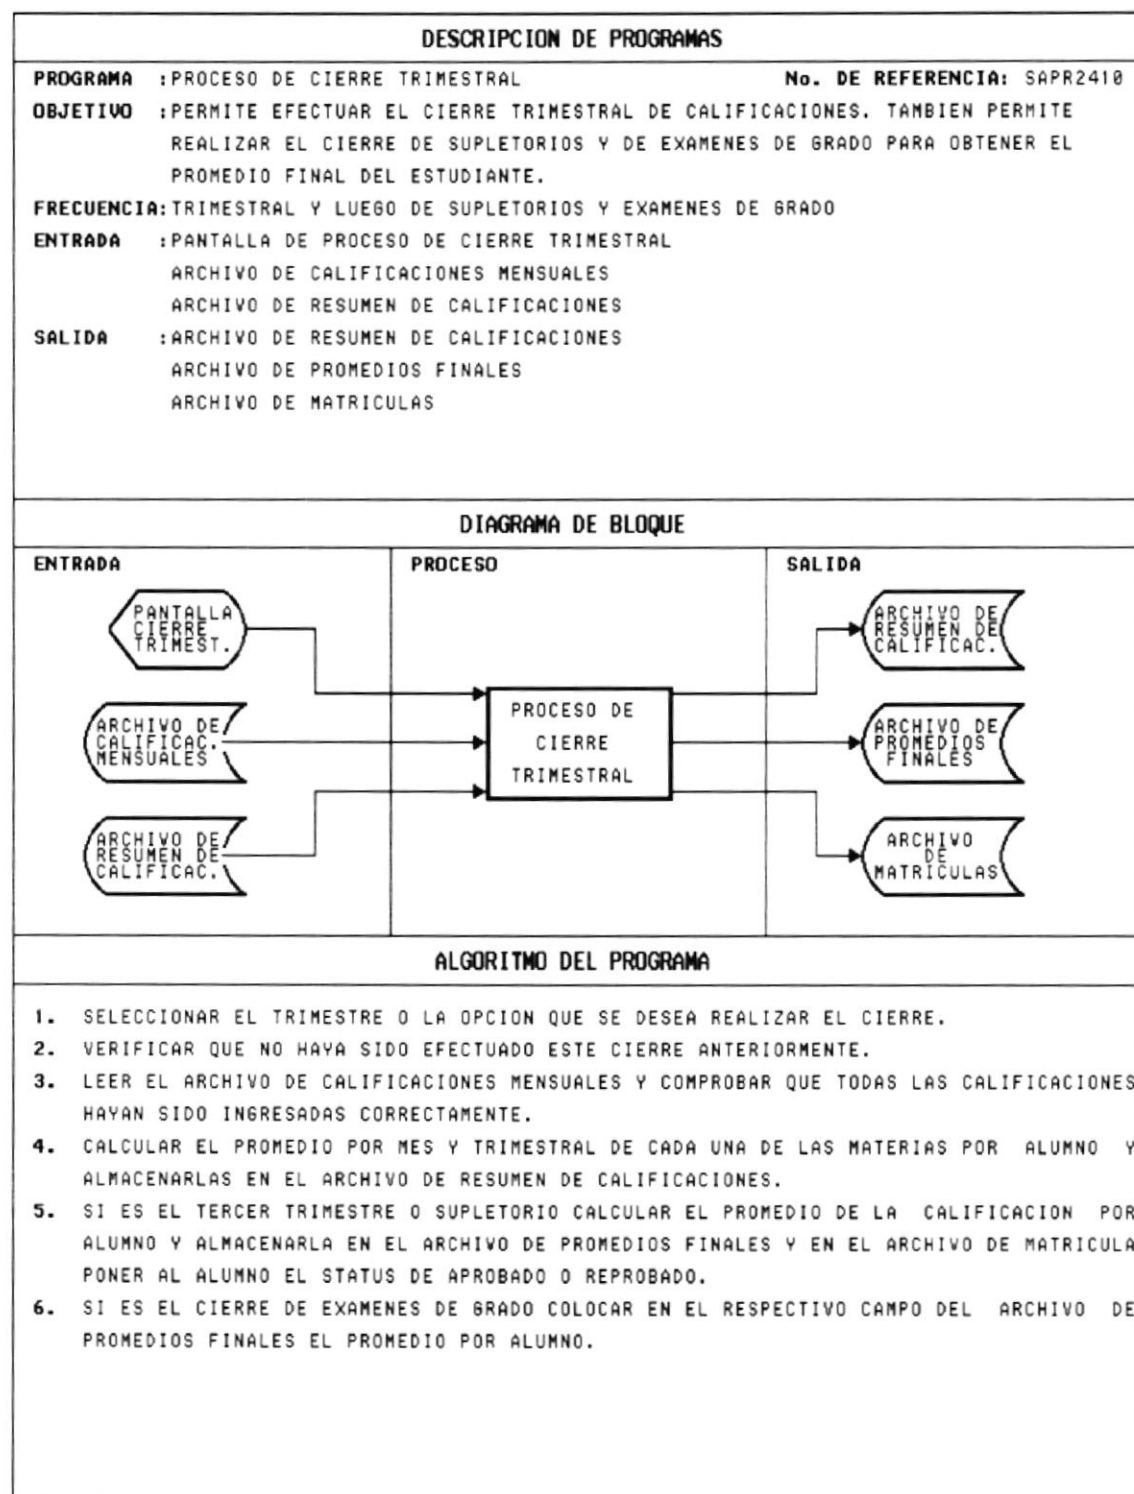 DESCRIPCION DE PROGRAMAS
PROGRAMA :PROCESO DE CIERRE TRIMESTRAL No. DE REFERENCIA: SAPR2410
OBJETIVO :PERMITE EFECTUAR EL CIERRE TRIMESTRAL DE CALIFICACIONES. TAMBIEN PERMITE
REALIZAR EL CIERRE DE SUPLETORIOS Y DE EXAMENES DE GRADO PARA OBTENER EL
PROMEDIO FINAL DEL ESTUDIANTE.
FRECUENCIA:TRIMESTRAL Y LUEGO DE SUPLETORIOS Y EXAMENES DE GRADO
ENTRADA :PANTALLA DE PROCESO DE CIERRE TRIMESTRAL
ARCHIVO DE CALIFICACIONES MENSUALES
ARCHIVO DE RESUMEN DE CALIFICACIONES
SALIDA :ARCHIVO DE RESUMEN DE CALIFICACIONES
ARCHIVO DE PROMEDIOS FINALES
ARCHIVO DE MATRICULAS
DIAGRAMA DE BLOQUE
ENTRADA
PANTALLA
CIERRE
TRIMEST.
ARCHIVO DE
CALIFICAC.
MENSUALES
ARCHIVO DE
RESUMEN DE
CALIFICAC.
PROCESO
PROCESO DE
CIERRE
TRIMESTRAL
SALIDA
ARCHIVO DE
RESUMEN DE
CALIFICAC.
ARCHIVO DE
PROMEDIOS
FINALES
ARCHIVO
DE
MATRICULAS
ALGORITMO DEL PROGRAMA
1. SELECCIONAR EL TRIMESTRE O LA OPCION QUE SE DESEA REALIZAR EL CIERRE.
2. VERIFICAR QUE NO HAYA SIDO EFECTUADO ESTE CIERRE ANTERIORMENTE.
3. LEER EL ARCHIVO DE CALIFICACIONES MENSUALES Y COMPROBAR QUE TODAS LAS CALIFICACIONES
HAYAN SIDO INGRESADAS CORRECTAMENTE.
4. CALCULAR EL PROMEDIO POR MES Y TRIMESTRAL DE CADA UNA DE LAS MATERIAS POR ALUMNO Y
ALMACENARLAS EN EL ARCHIVO DE RESUMEN DE CALIFICACIONES.
5. SI ES EL TERCER TRIMESTRE O SUPLETORIO CALCULAR EL PROMEDIO DE LA CALIFICACION POR
ALUMNO Y ALMACENARLA EN EL ARCHIVO DE PROMEDIOS FINALES Y EN EL ARCHIVO DE MATRICULA
PONER AL ALUMNO EL STATUS DE APROBADO O REPROBADO.
6. SI ES EL CIERRE DE EXAMENES DE GRADO COLOCAR EN EL RESPECTIVO CAMPO DEL ARCHIVO DE
PROMEDIOS FINALES EL PROMEDIO POR ALUMNO.